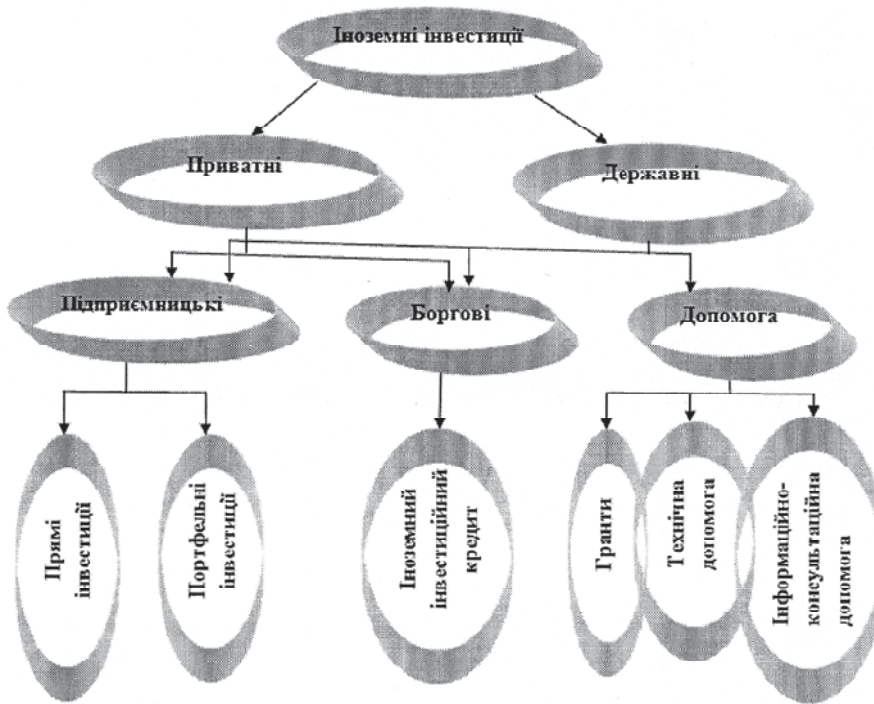 Іноземні інвестиції
Приватні
Державні
Підприємницькі
Боргові
Допомога
Прямі
інвестиції
Портфельні
інвестиції
Іноземний
інвестиційний
кредит
Гранти
Технічна
допомога
Інформаційно-
консультаційна
допомога